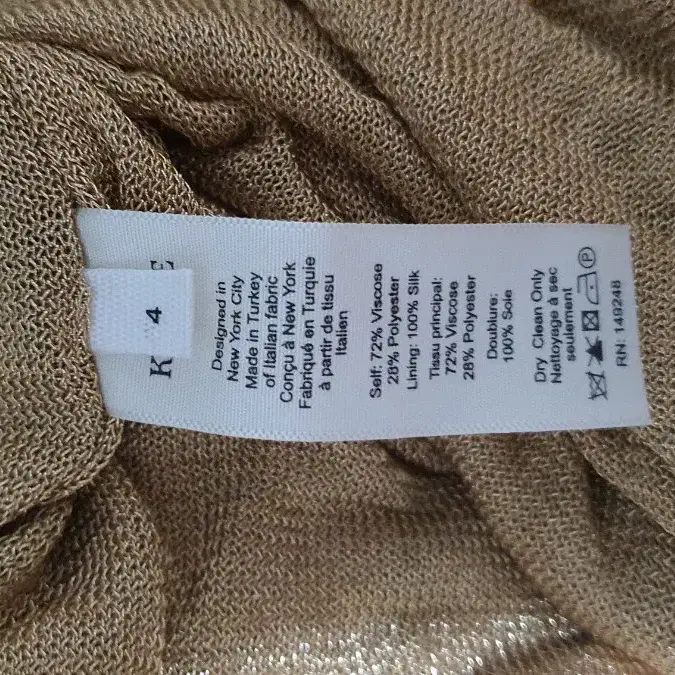 4
Designed in
New York City
Made in Turkey
of Italian fabric
Conçu à New York
Fabriqué en Turquie
à partir de tissu
Italien
Self: 72% Viscose
28% Polyester
Lining: 100% Silk
Tissu principal:
72% Viscose
28% Polyester
Doublure:
100% Soie
Dry Clean Only
Nettoyage à sec
seulement
P
RN: 149248